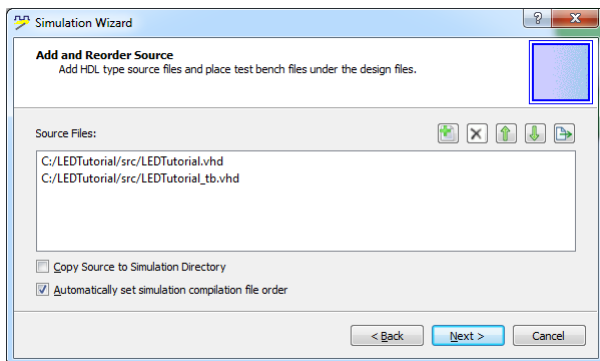 Simulation Wizard
?
X
Add and Reorder Source
Add HDL type source files and place test bench files under the design files.
Source Files:
C:/LEDTutorial/src/LEDTutorial.vhd
C:/LEDTutorial/src/LEDTutorial_tb.vhd
Copy Source to Simulation Directory
Automatically set simulation compilation file order
< Back
Next >
Cancel